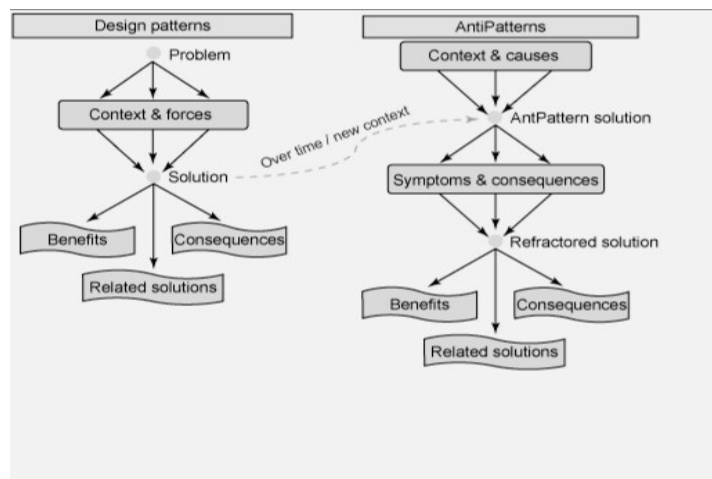 Design patterns
Problem
Context & forces
Solution
Benefits
Consequences
Related solutions
Over time / new context
AntiPatterns
Context & causes
AntPattern solution
Symptoms & consequences
Refractored solution
Benefits
Consequences
Related solutions